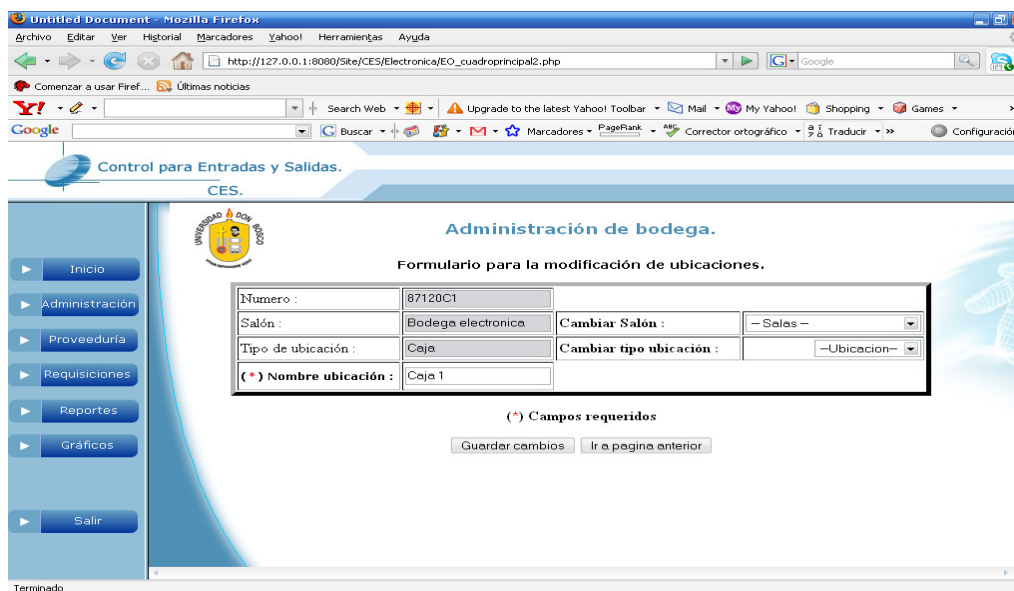 Untitled Document - Mozilla Firefox
Archivo Editar Ver Historial Marcadores Yahoo! Herramientas Ayuda
http://127.0.0.1:8080/Site/CES/Electronica/EO_cuadroprincipal2.php G Google
Comenzar a usar Firef... Últimas noticias
Y! Search Web Upgrade to the latest Yahoo! Toolbar Mail My Yahoo! Shopping Games
Google G Buscar Marcadores PageRank Corrector ortográfico Traducir Configuració
Control para Entradas y Salidas.
CES.
UNIVERSIDAD DON BOSCO
Administración de bodega.
Formulario para la modificación de ubicaciones.
Inicio
Administración
Proveeduría
Requisiciones
Reportes
Gráficos
Salir
Numero : 87120C1
Salón : Bodega electronica Cambiar Salón : -- Salas --
Tipo de ubicación : Caja Cambiar tipo ubicación : --Ubicacion--
(*) Nombre ubicación : Caja 1
(*) Campos requeridos
Guardar cambios Ir a pagina anterior
Terminado